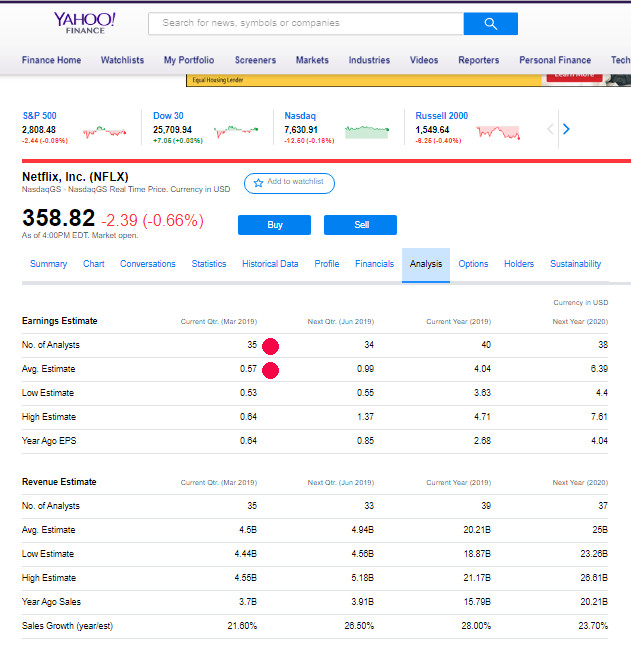 YAHOO!
FINANCE
Search for news, symbols or companies
Finance Home Watchlists My Portfolio Screeners Markets Industries Videos Reporters Personal Finance Tech
Equal Housing Lender
Learn More
S&P 500 Dow 30 Nasdaq Russell 2000
2,808.48 25,709.94 7,630.91 1,549.64
-2.44 (-0.09%) +7.05 (+0.03%) -12.50 (-0.16%) -6.28 (-0.40%)
Netflix, Inc. (NFLX)
NasdaqGS - NasdaqGS Real Time Price. Currency in USD
Add to watchlist
358.82 -2.39 (-0.66%)
As of 4:00PM EDT. Market open.
Buy Sell
Summary Chart Conversations Statistics Historical Data Profile Financials Analysis Options Holders Sustainability
Currency in USD
Earnings Estimate Current Qtr. (Mar 2019) Next Qtr. (Jun 2019) Current Year (2019) Next Year (2020)
No. of Analysts 35 34 40 38
Avg. Estimate 0.57 0.99 4.04 6.39
Low Estimate 0.53 0.55 3.63 4.4
High Estimate 0.64 1.37 4.71 7.61
Year Ago EPS 0.64 0.85 2.68 4.04
Revenue Estimate Current Qtr. (Mar 2019) Next Qtr. (Jun 2019) Current Year (2019) Next Year (2020)
No. of Analysts 35 33 39 37
Avg. Estimate 4.5B 4.94B 20.21B 25B
Low Estimate 4.44B 4.56B 18.87B 23.26B
High Estimate 4.55B 5.18B 21.17B 26.61B
Year Ago Sales 3.7B 3.91B 15.79B 20.21B
Sales Growth (year/est) 21.60% 26.50% 28.00% 23.70%